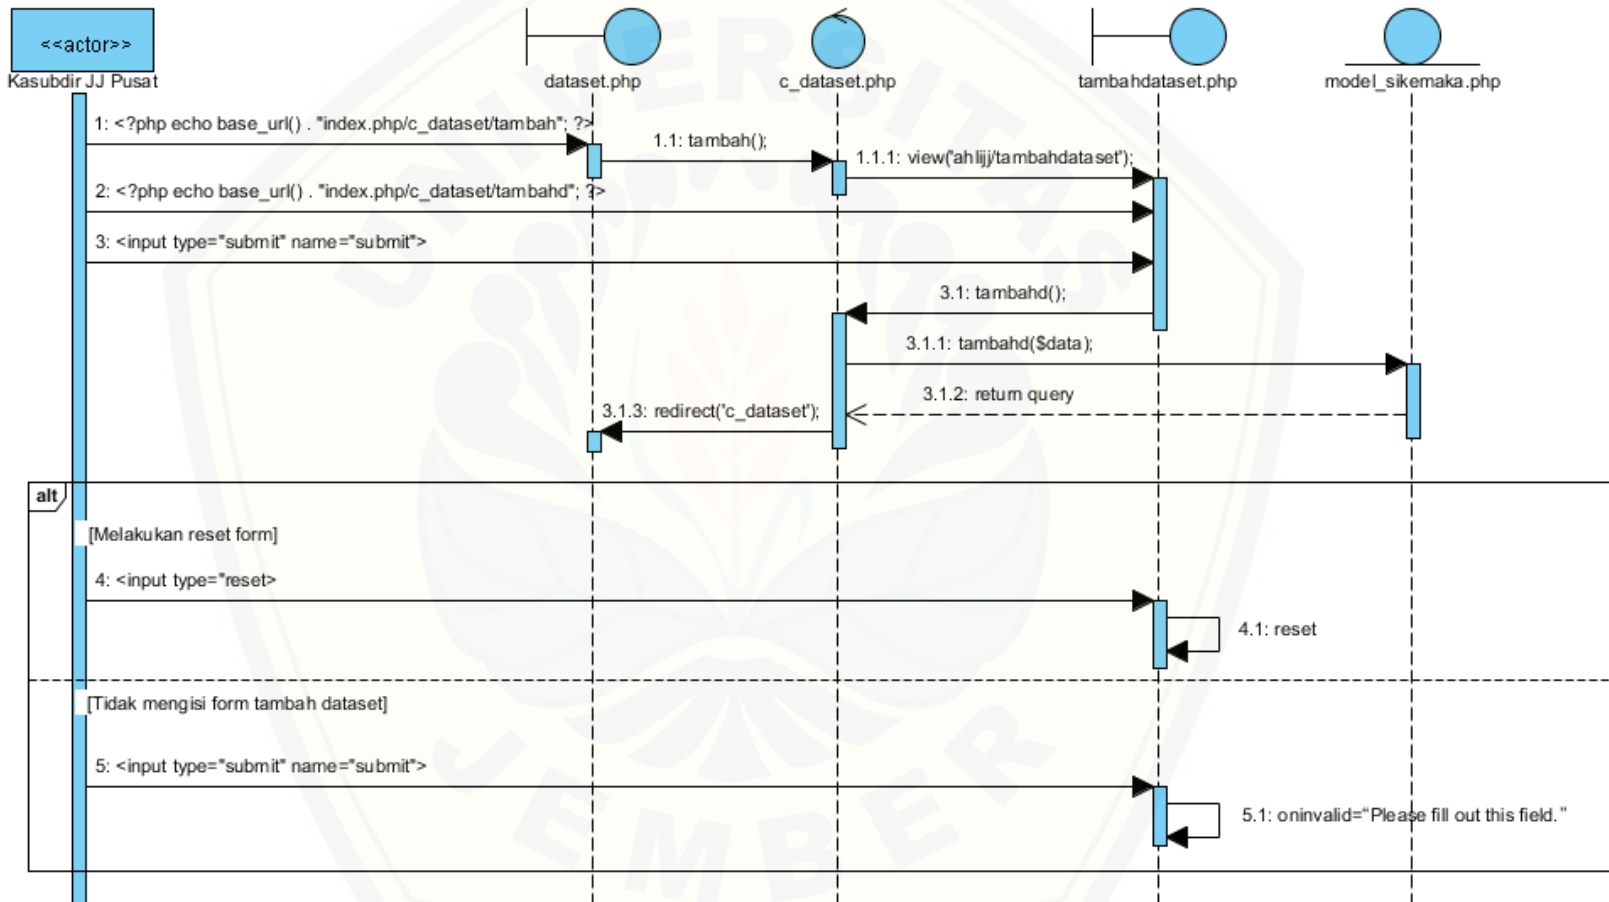 <<actor>>
Kasubdir JJ Pusat
dataset.php
c_dataset.php
tambahdataset.php
model_sikemaka.php
1: <?php echo base_url() . "index.php/c_dataset/tambah"; ?>
1.1: tambah();
1.1.1: view('ahlijj/tambahdataset');
2: <?php echo base_url() . "index.php/c_dataset/tambahd"; ?>
3: <input type="submit" name="submit">
3.1: tambahd();
3.1.1: tambahd($data);
3.1.2: return query
3.1.3: redirect('c_dataset');
alt
[Melakukan reset form]
4: <input type="reset>
4.1: reset
[Tidak mengisi form tambah dataset]
5: <input type="submit" name="submit">
5.1: oninvalid=“Please fill out this field.”
UNIVERSITAS
JEMBER